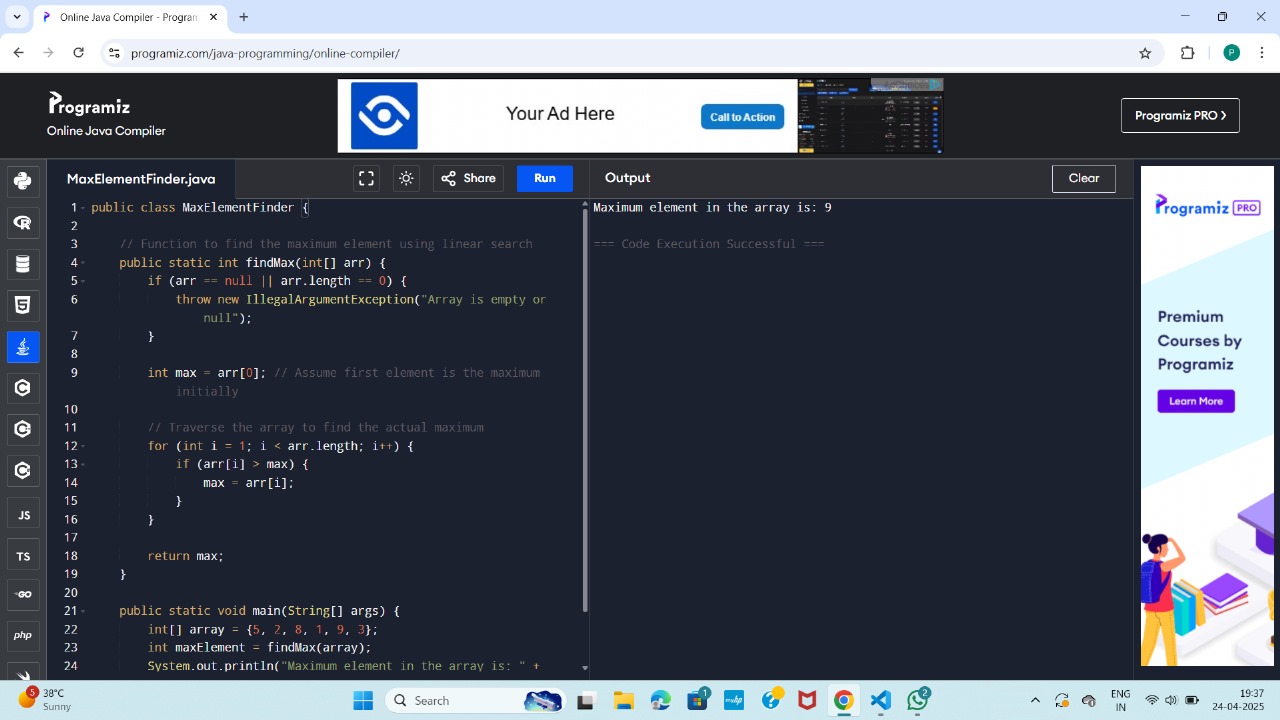 Online Java Compiler - Program
programiz.com/java-programming/online-compiler/
P
Programiz
Online Java Compiler
Your Ad Here
Call to Action
Programiz PRO ❯
MaxElementFinder.java
Share
Run
Output
Clear
1 public class MaxElementFinder {
2
3 // Function to find the maximum element using linear search
4 public static int findMax(int[] arr) {
5 if (arr == null || arr.length == 0) {
6 throw new IllegalArgumentException("Array is empty or
null");
7 }
8
9 int max = arr[0]; // Assume first element is the maximum
initially
10
11 // Traverse the array to find the actual maximum
12 for (int i = 1; i < arr.length; i++) {
13 if (arr[i] > max) {
14 max = arr[i];
15 }
16 }
17
18 return max;
19 }
20
21 public static void main(String[] args) {
22 int[] array = {5, 2, 8, 1, 9, 3};
23 int maxElement = findMax(array);
24 System.out.println("Maximum element in the array is: " +
Maximum element in the array is: 9
=== Code Execution Successful ===
JS
TS
GO
php
Programiz PRO
Premium
Courses by
Programiz
Learn More
5
38°C
Sunny
Search
1
myhp
2
ENG
IN
19:37
24-04-2025